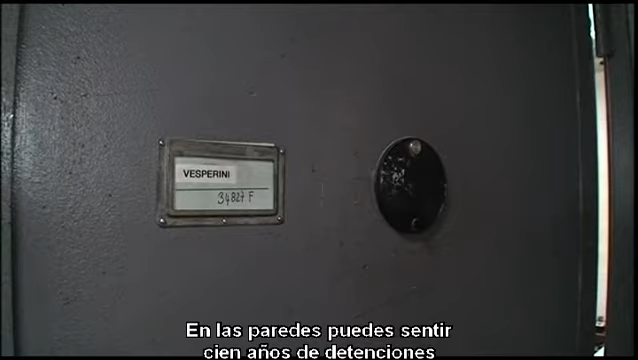 VESPERINI
34827 F
En las paredes puedes sentir
cien años de detenciones